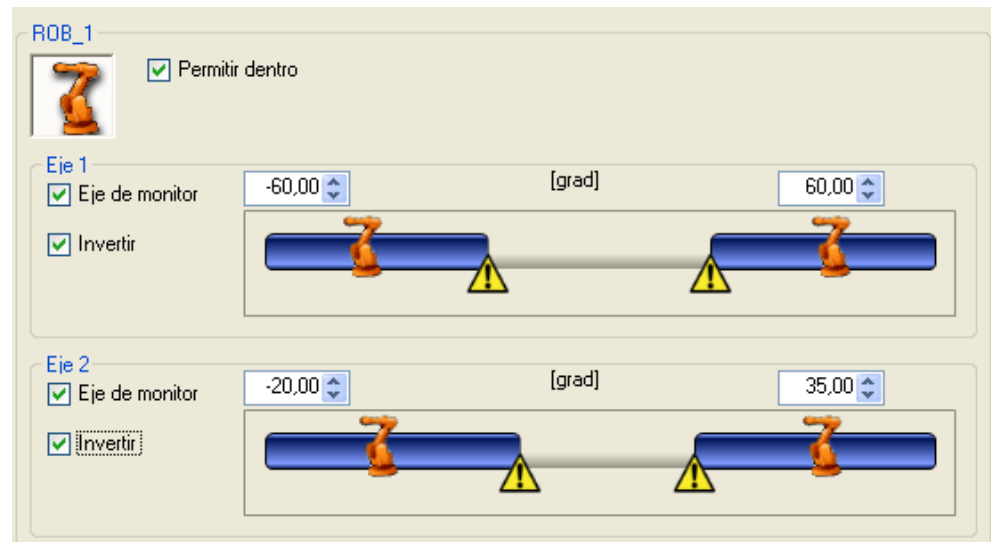 ROB_1
Permitir dentro
Eje 1
Eje de monitor
-60,00
[grad]
60,00
Invertir
Eje 2
Eje de monitor
-20,00
[grad]
35,00
Invertir